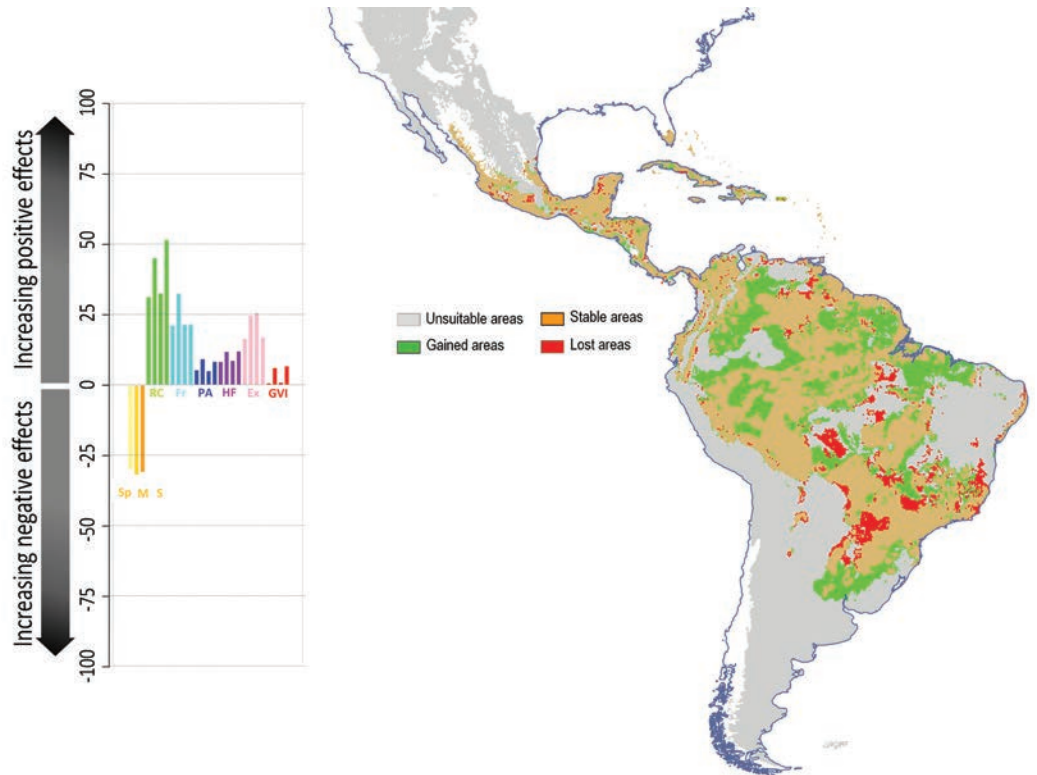 Increasing positive effects
Increasing negative effects
100
75
50
25
0
-25
-50
-75
-100
RC Fr PA HF Ex GVI
Sp M S
Unsuitable areas
Stable areas
Gained areas
Lost areas